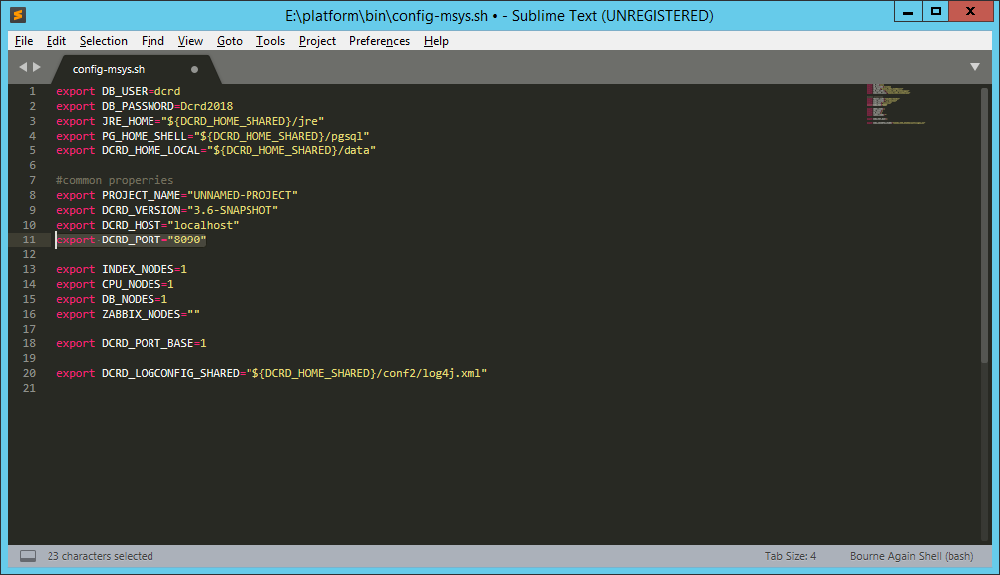 E:\platform\bin\config-msys.sh • - Sublime Text (UNREGISTERED)
File Edit Selection Find View Goto Tools Project Preferences Help
config-msys.sh
1 export DB_USER=dcrd
2 export DB_PASSWORD=Dcrd2018
3 export JRE_HOME="${DCRD_HOME_SHARED}/jre"
4 export PG_HOME_SHELL="${DCRD_HOME_SHARED}/pgsql"
5 export DCRD_HOME_LOCAL="${DCRD_HOME_SHARED}/data"
6
7 #common properries
8 export PROJECT_NAME="UNNAMED-PROJECT"
9 export DCRD_VERSION="3.6-SNAPSHOT"
10 export DCRD_HOST="localhost"
11 export DCRD_PORT="8090"
12
13 export INDEX_NODES=1
14 export CPU_NODES=1
15 export DB_NODES=1
16 export ZABBIX_NODES=""
17
18 export DCRD_PORT_BASE=1
19
20 export DCRD_LOGCONFIG_SHARED="${DCRD_HOME_SHARED}/conf2/log4j.xml"
21
23 characters selected Tab Size: 4 Bourne Again Shell (bash)